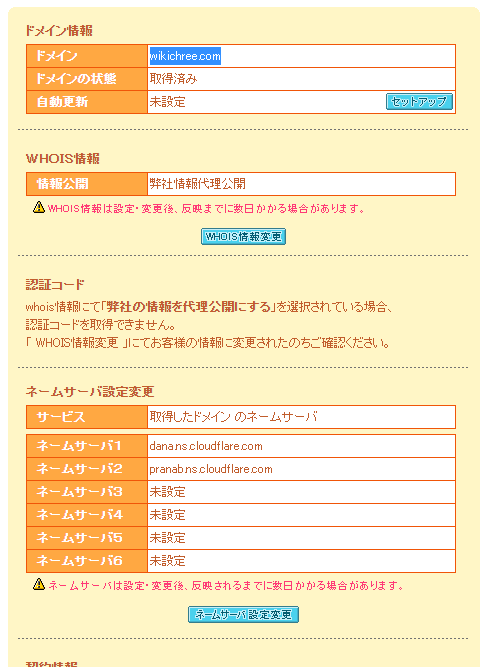 ドメイン情報
ドメイン wikichree.com
ドメインの状態 取得済み
自動更新 未設定 セットアップ
WHOIS情報
情報公開 弊社情報代理公開
WHOIS情報は設定・変更後、反映までに数日かかる場合があります。
WHOIS情報変更
認証コード
whois情報にて「弊社の情報を代理公開にする」を選択されている場合、
認証コードを取得できません。
「 WHOIS情報変更 」にてお客様の情報に変更されたのちご確認ください。
ネームサーバ設定変更
サービス 取得したドメイン のネームサーバ
ネームサーバ1 dana.ns.cloudflare.com
ネームサーバ2 pranab.ns.cloudflare.com
ネームサーバ3 未設定
ネームサーバ4 未設定
ネームサーバ5 未設定
ネームサーバ6 未設定
ネームサーバは設定・変更後、反映されるまでに数日かかる場合があります。
ネームサーバ設定変更
契約情報